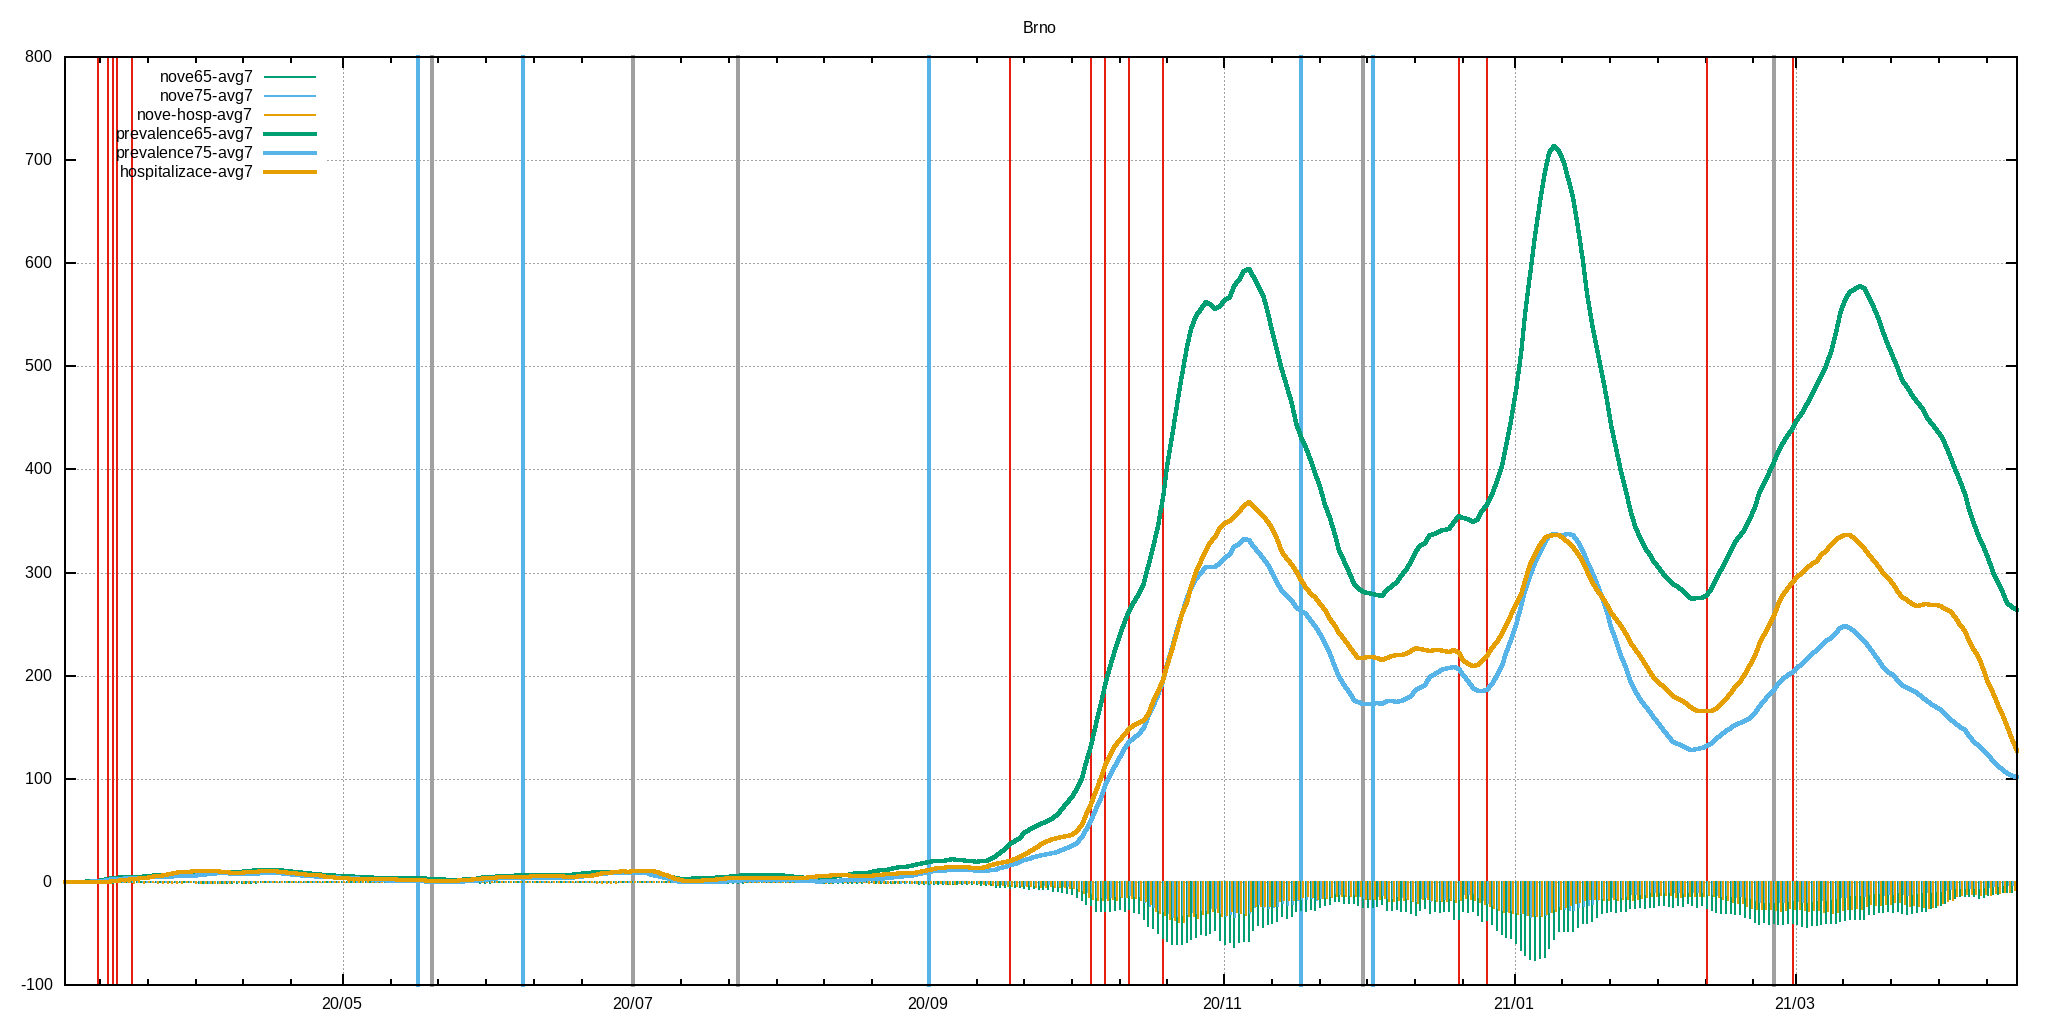 Brno
800
700
600
500
400
300
200
100
0
-100
nove65-avg7
nove75-avg7
nove-hosp-avg7
prevalence65-avg7
prevalence75-avg7
hospitalizace-avg7
20/05
20/07
20/09
20/11
21/01
21/03